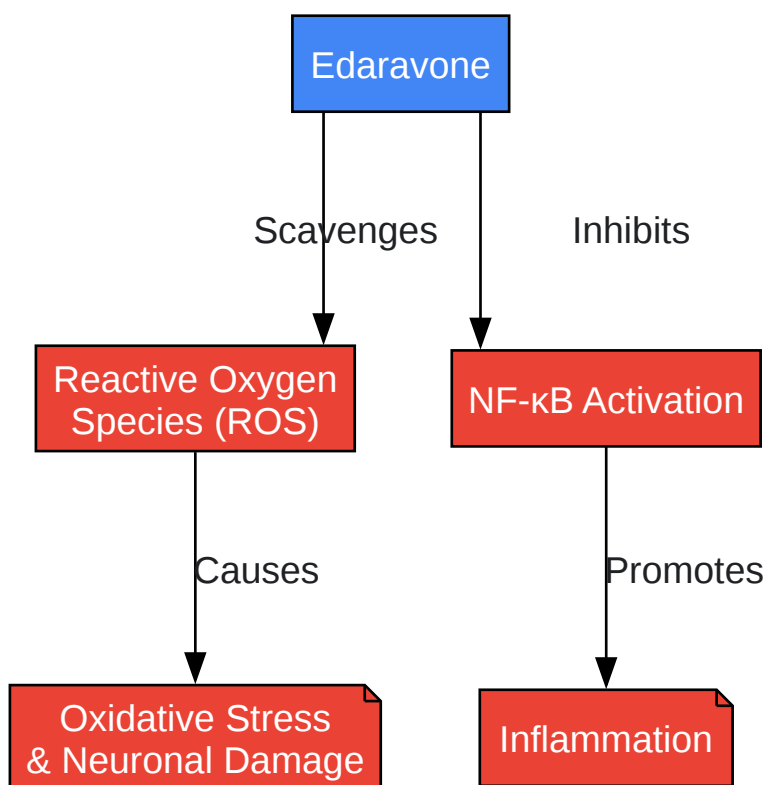 Edaravone
Scavenges
Inhibits
Reactive Oxygen
Species (ROS)
NF-κB Activation
Causes
Promotes
Oxidative Stress
& Neuronal Damage
Inflammation